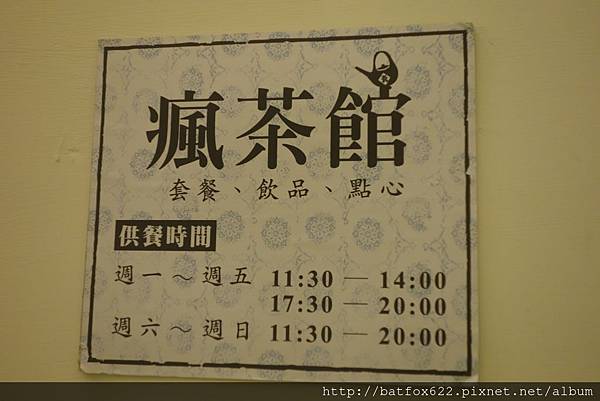 瘋茶館
套餐、飲品、點心
供餐時間
週一～週五 11:30 — 14:00
17:30 — 20:00
週六～週日 11:30 — 20:00
http://batfox622.pixnet.net/album